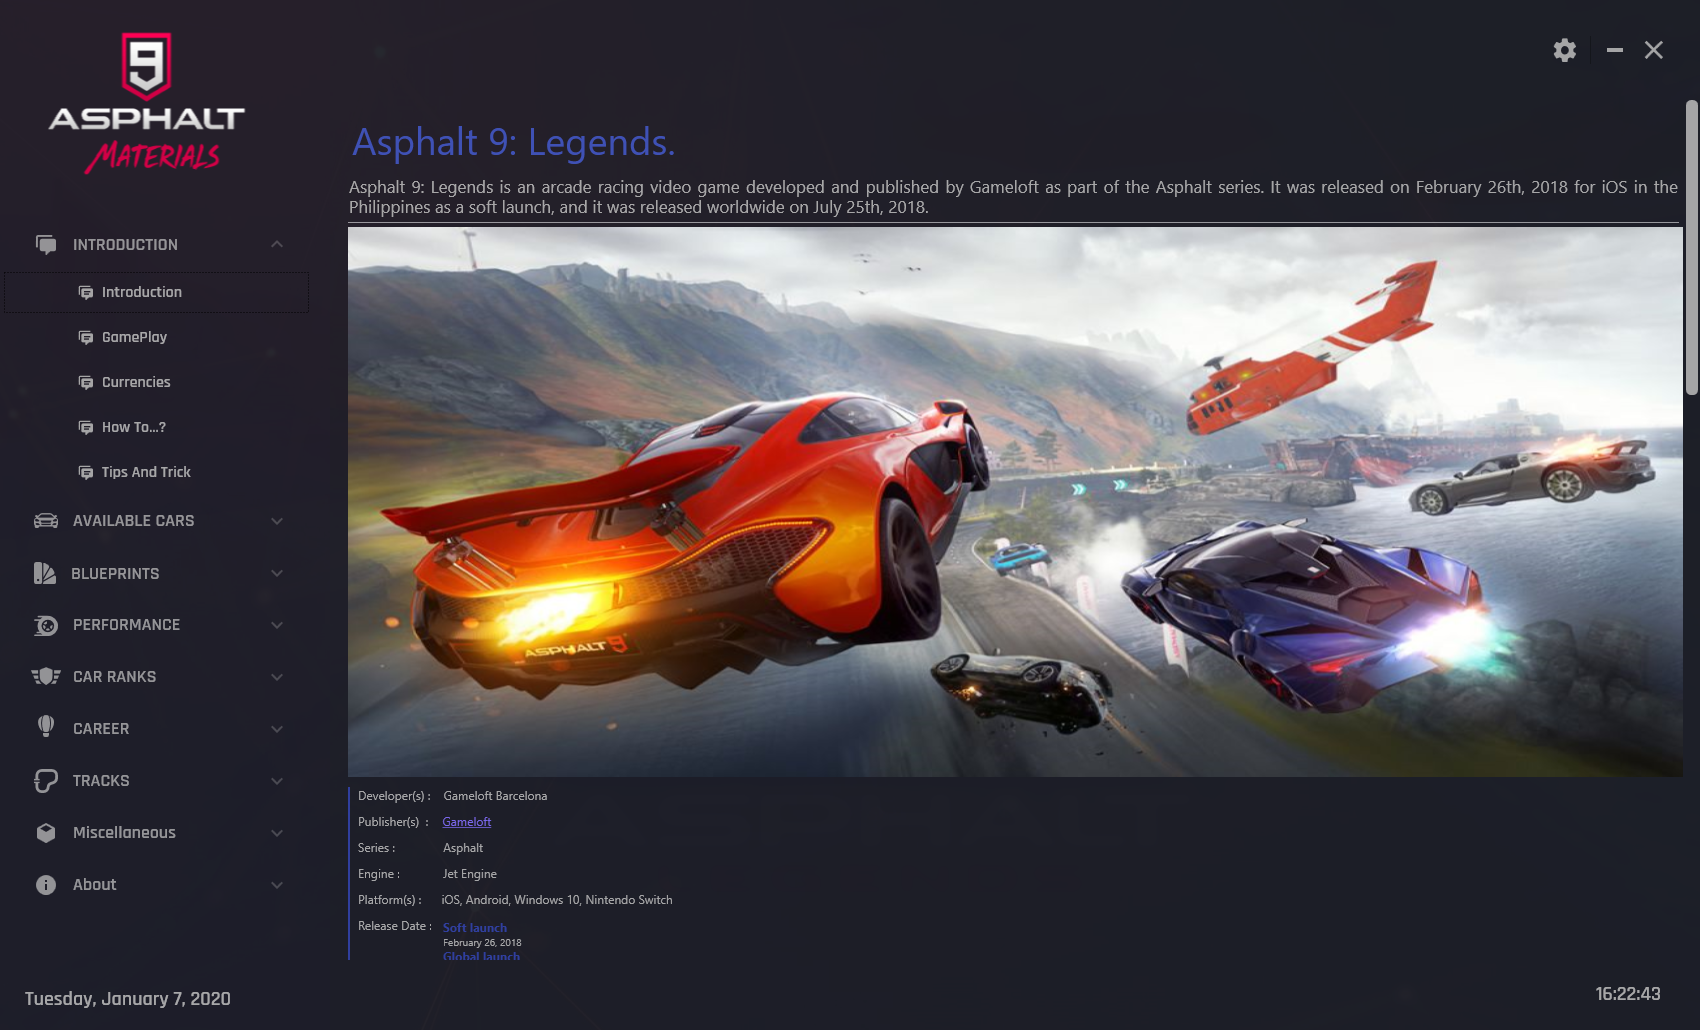 9
ASPHALT
MATERIALS
INTRODUCTION
Introduction
GamePlay
Currencies
How To...?
Tips And Trick
AVAILABLE CARS
BLUEPRINTS
PERFORMANCE
CAR RANKS
CAREER
TRACKS
Miscellaneous
About
Tuesday, January 7, 2020
Asphalt 9: Legends.
Asphalt 9: Legends is an arcade racing video game developed and published by Gameloft as part of the Asphalt series. It was released on February 26th, 2018 for iOS in the
Philippines as a soft launch, and it was released worldwide on July 25th, 2018.
ASPHALT 9
Developer(s) : Gameloft Barcelona
Publisher(s) : Gameloft
Series : Asphalt
Engine : Jet Engine
Platform(s) : iOS, Android, Windows 10, Nintendo Switch
Release Date : Soft launch
February 26, 2018
Global launch
16:22:43